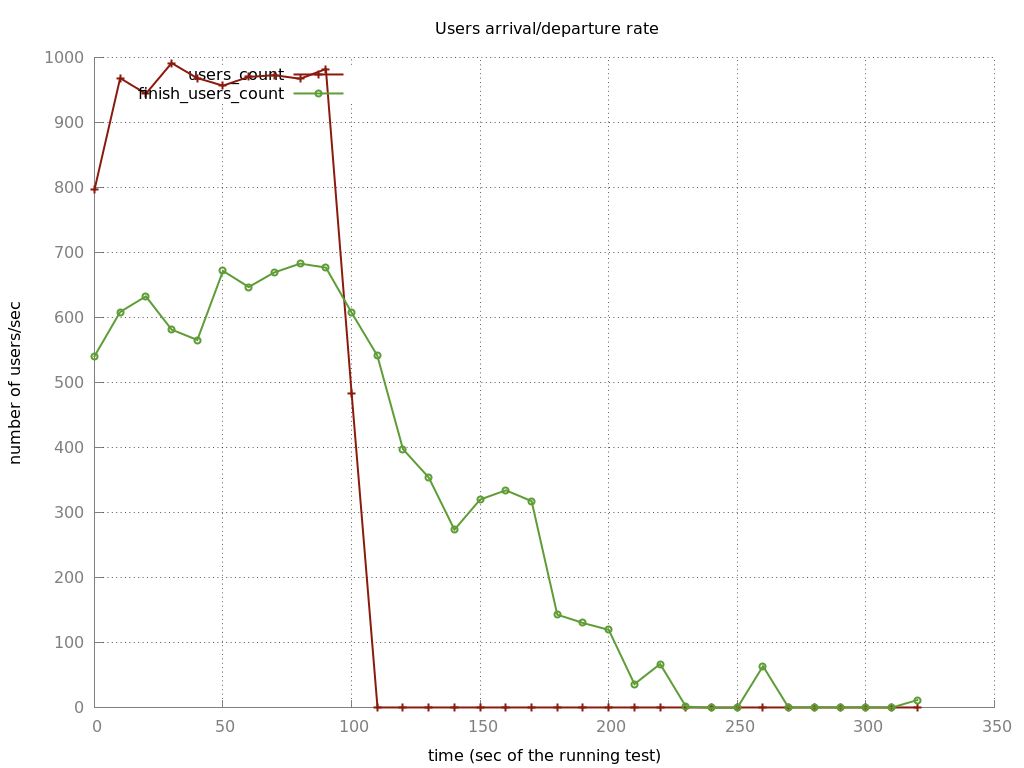 Users arrival/departure rate
1000
900
800
700
600
500
400
300
200
100
0
users_count
finish_users_count
number of users/sec
0 50 100 150 200 250 300 350
time (sec of the running test)